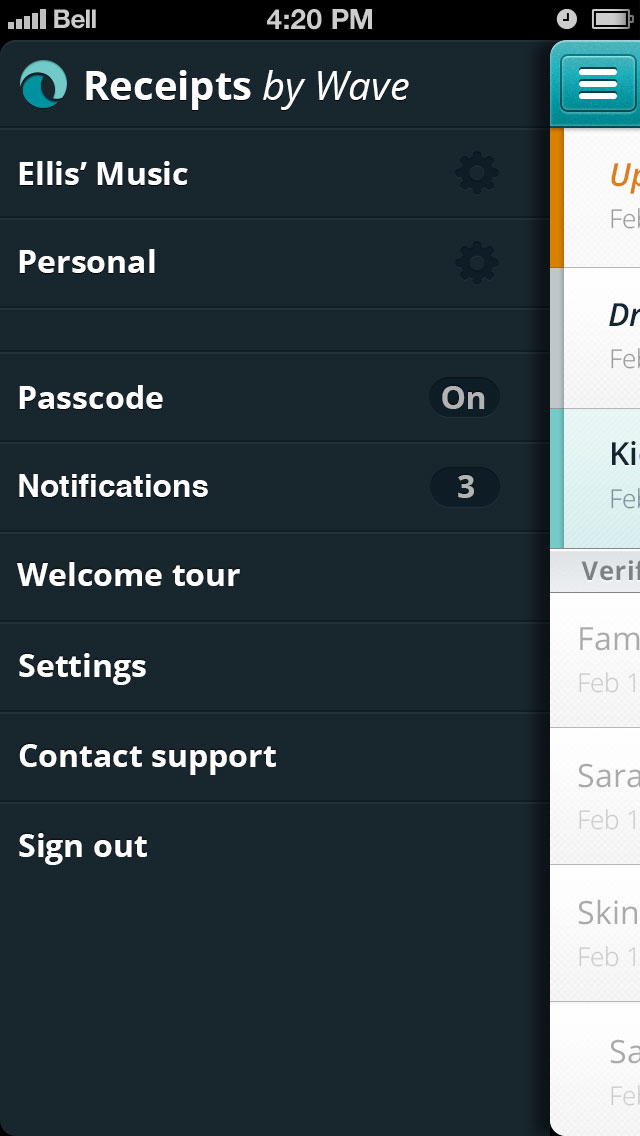 Bell 4:20 PM
Receipts by Wave
Ellis’ Music
Personal
Passcode On
Notifications 3
Welcome tour
Settings
Contact support
Sign out
Up
Feb
Dr
Feb
Ki
Feb
Verif
Fam
Feb 1
Sara
Feb 1
Skin
Feb 1
Sa
Feb